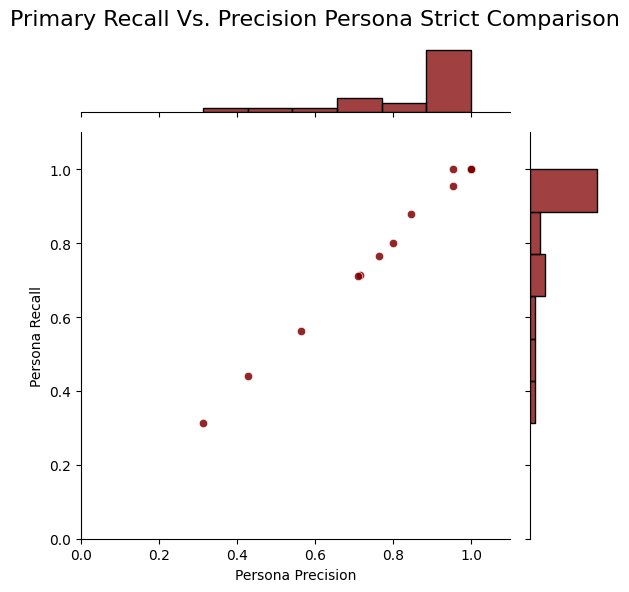 Primary Recall Vs. Precision Persona Strict Comparison
1.0
0.8
0.6
0.4
0.2
0.0
Persona Recall
0.0 0.2 0.4 0.6 0.8 1.0
Persona Precision